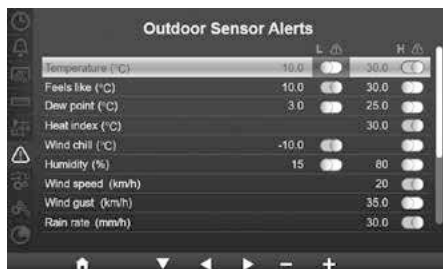 Outdoor Sensor Alerts
L H
Temperature (°C) 10.0 30.0
Feels like (°C) 10.0 30.0
Dew point (°C) 3.0 25.0
Heat index (°C) 30.0
Wind chill (°C) -10.0
Humidity (%) 15 80
Wind speed (km/h) 20
Wind gust (km/h) 35.0
Rain rate (mm/h) 30.0